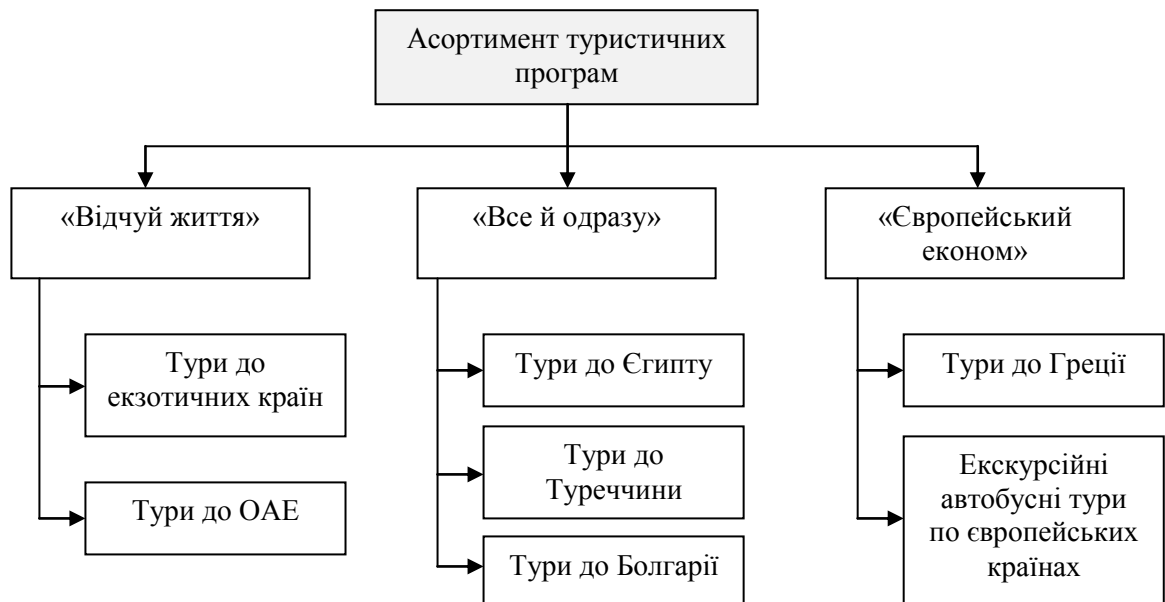 Асортимент туристичних
програм
«Відчуй життя»
«Все й одразу»
«Європейський
економ»
Тури до
екзотичних країн
Тури до ОАЕ
Тури до Єгипту
Тури до
Туреччини
Тури до Болгарії
Тури до Греції
Екскурсійні
автобусні тури
по європейських
країнах